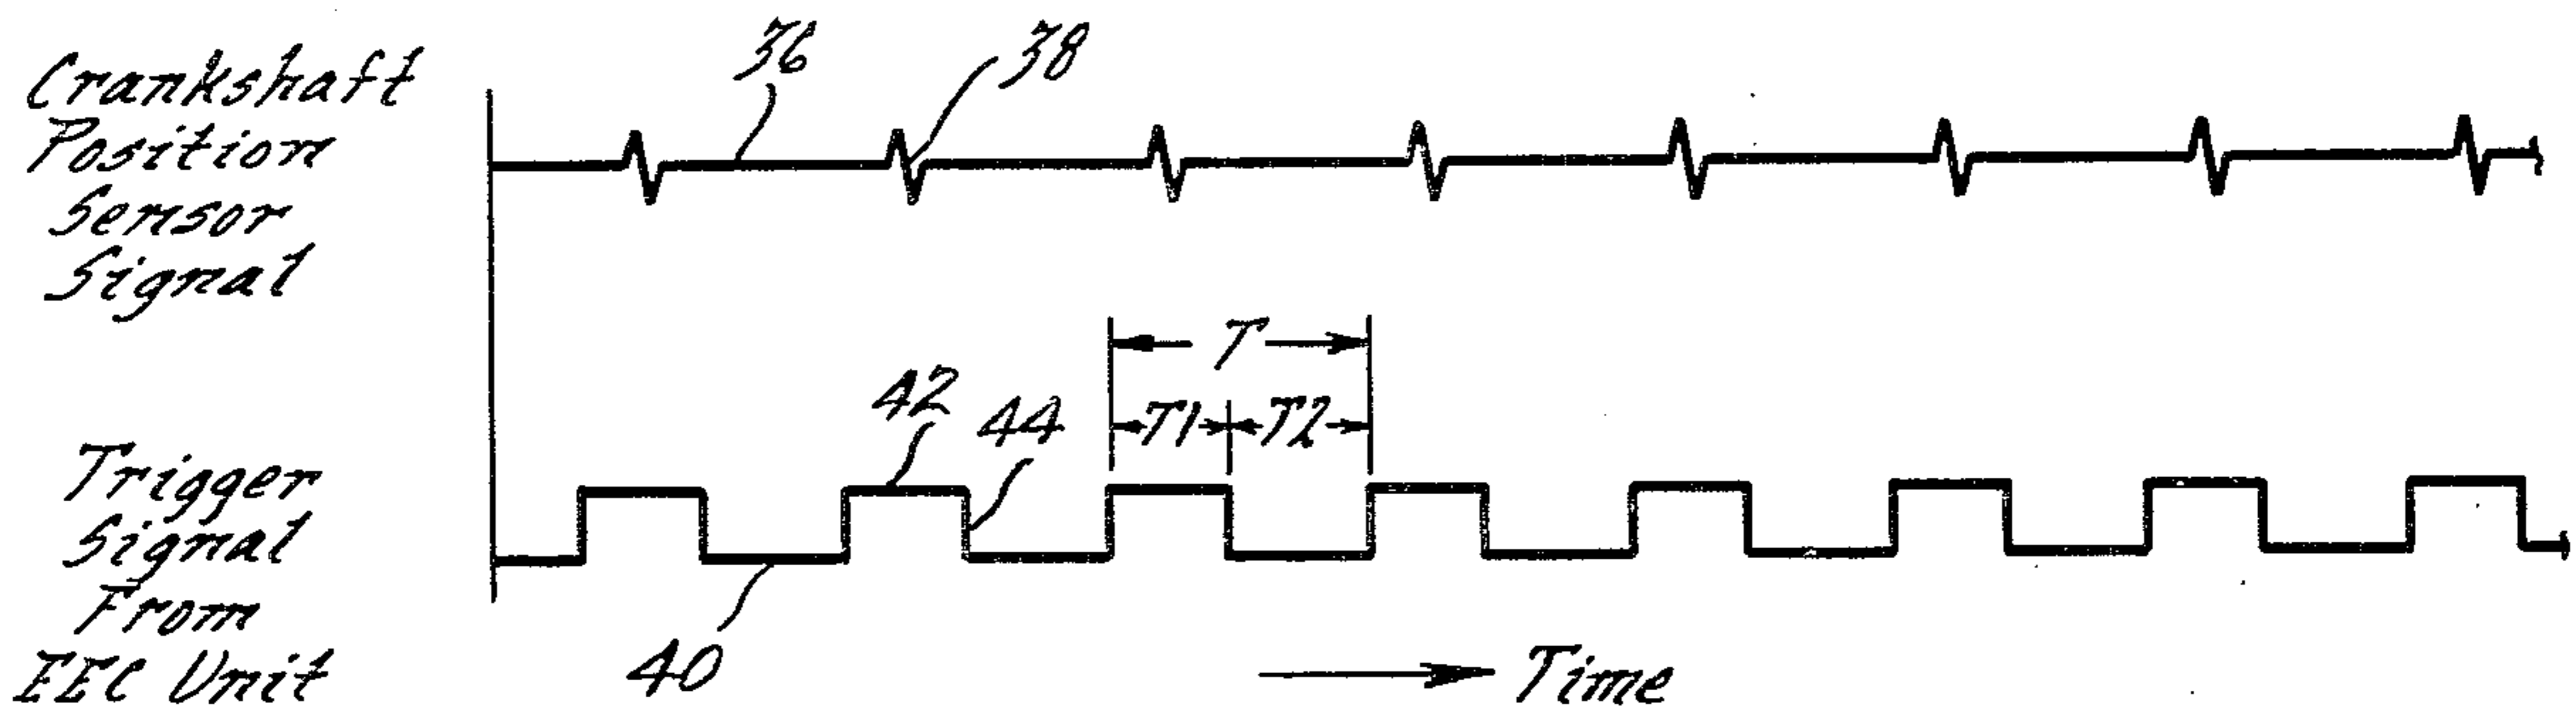 Crankshaft
Position
Sensor
Signal
36
38
T
T1
T2
42
44
Trigger
Signal
From
EEC Unit
40
Time